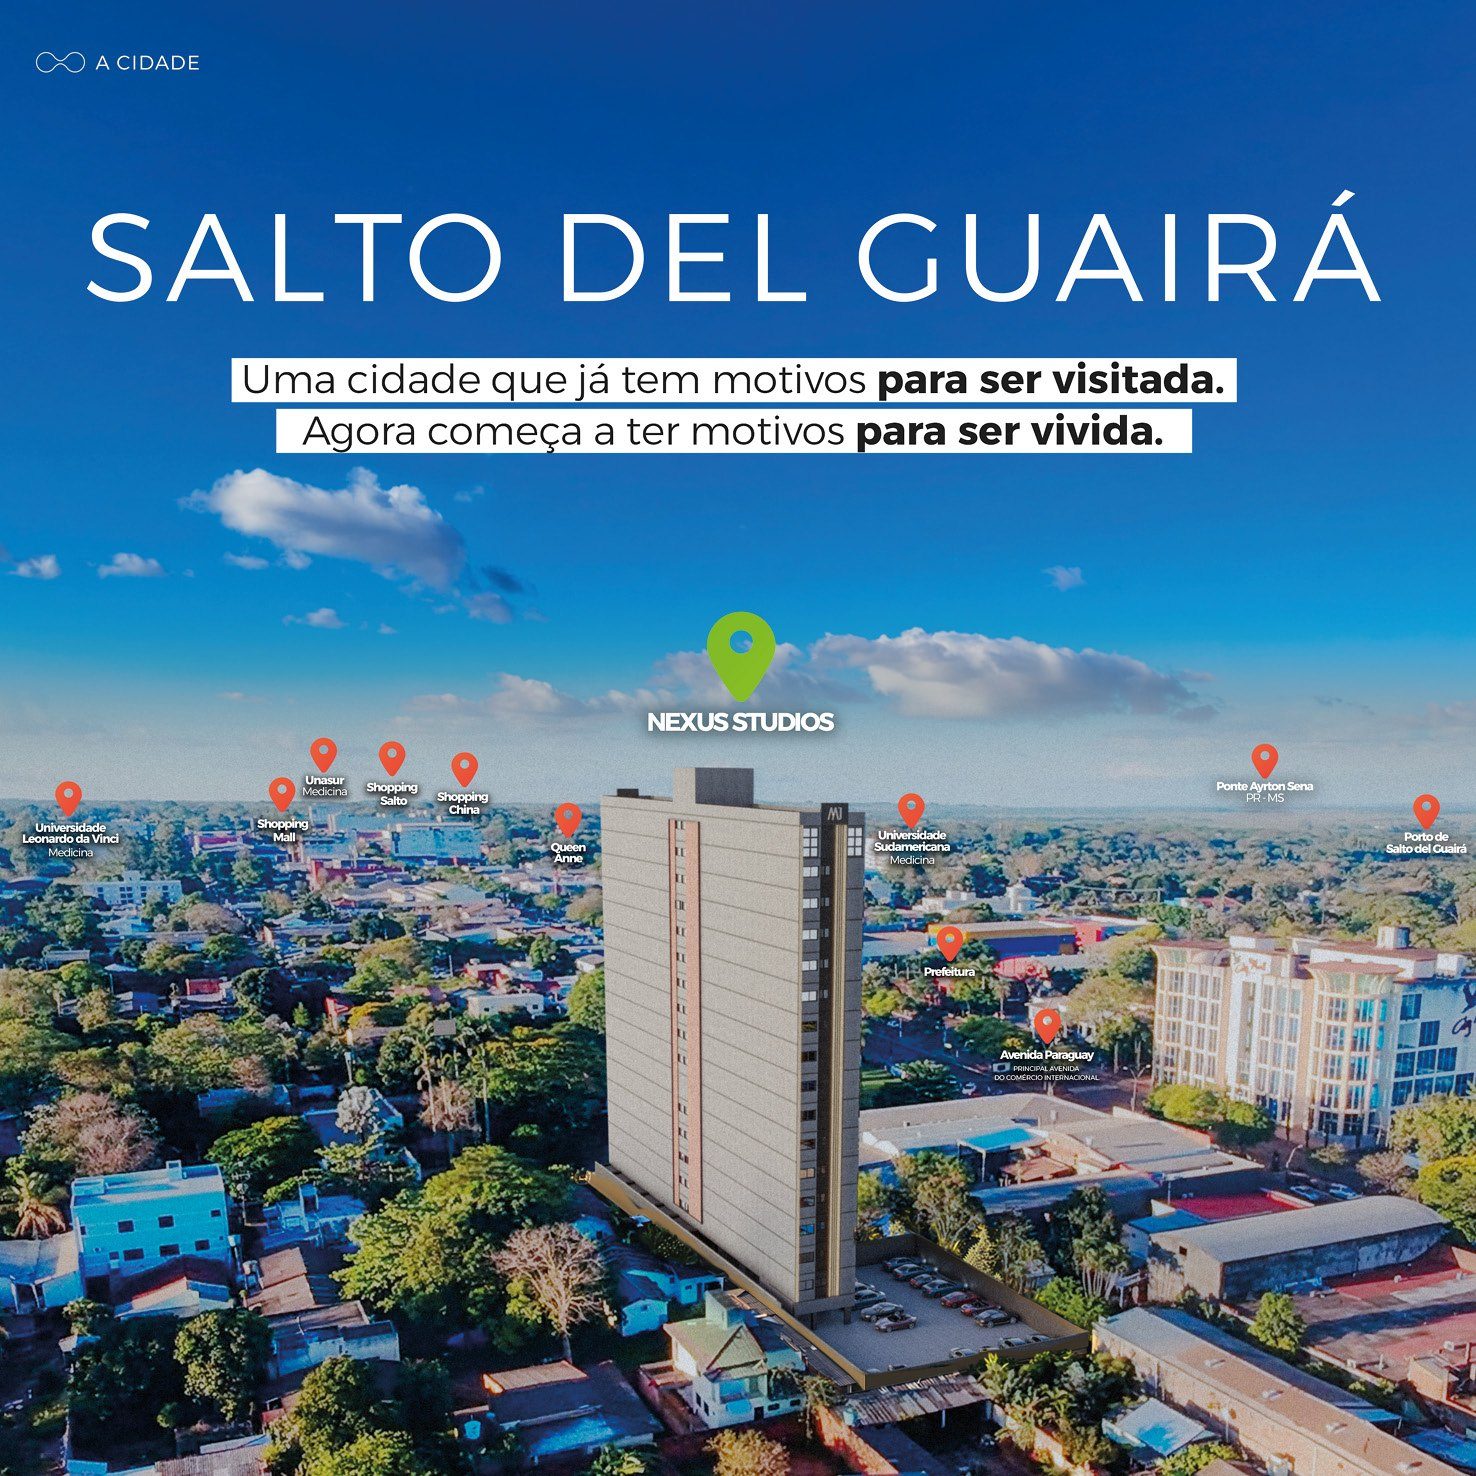 A CIDADE
SALTO DEL GUAIRÁ
Uma cidade que já tem motivos para ser visitada.
Agora começa a ter motivos para ser vivida.
NEXUS STUDIOS
Universidade
Leonardo da Vinci
Medicina
Shopping
Mall
Unasur
Medicina
Shopping
Salto
Shopping
China
Queen
Anne
Universidade
Sudamericana
Medicina
Ponte Ayrton Sena
PR - MS
Porto de
Salto del Guairá
Prefeitura
Avenida Paraguay
PRINCIPAL AVENIDA
DO COMÉRCIO INTERNACIONAL